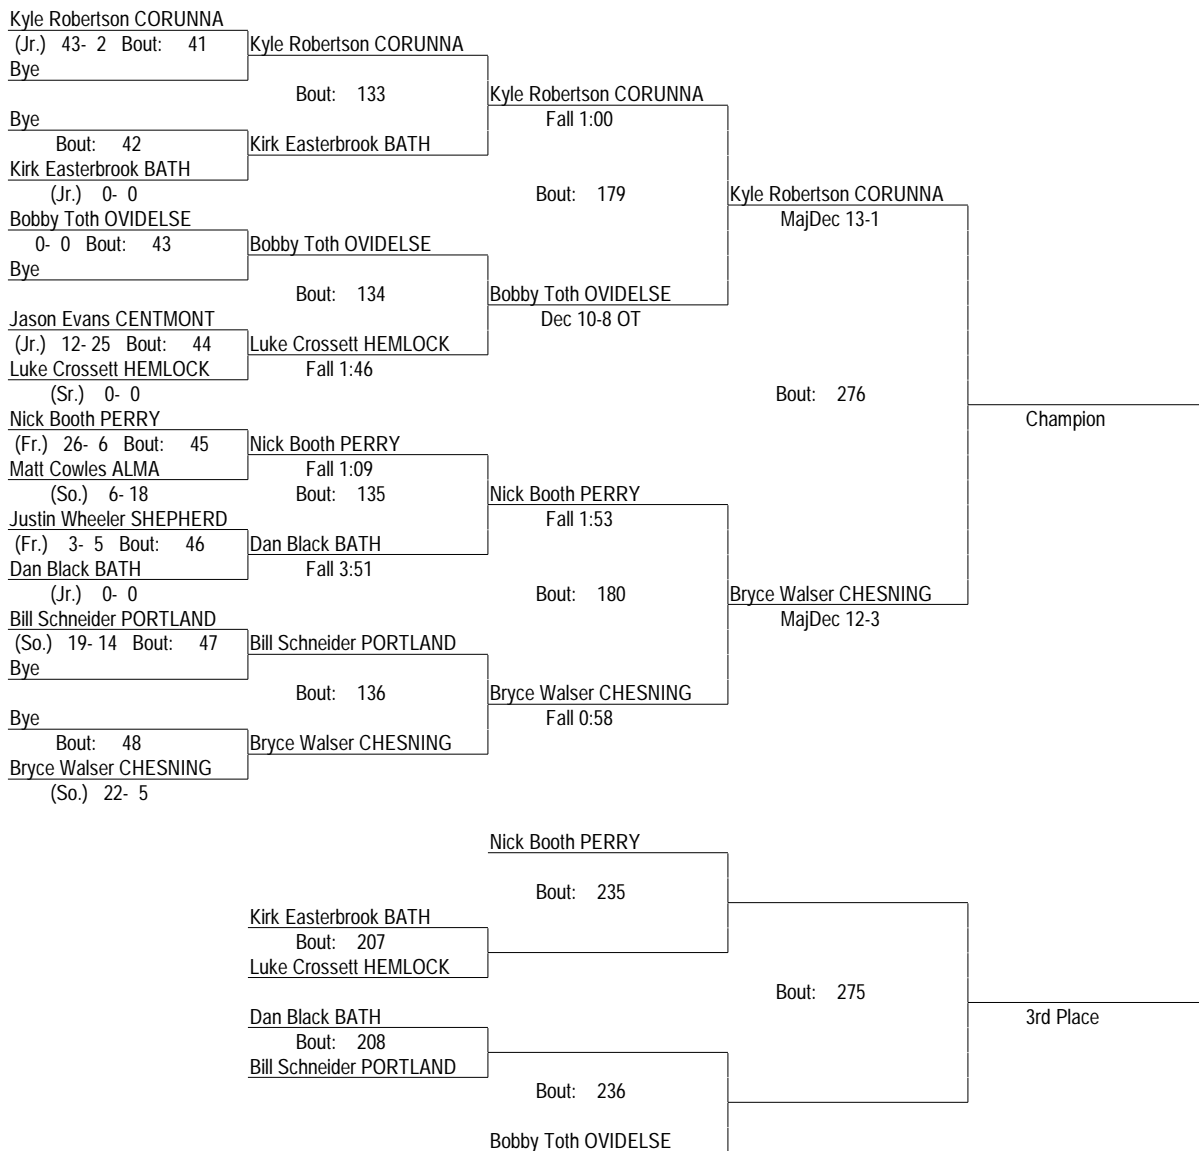 Kyle Robertson CORUNNA
(Jr.) 43- 2 Bout: 41 Kyle Robertson CORUNNA
Bye
Bout: 133 Kyle Robertson CORUNNA
Bye Fall 1:00
Bout: 42 Kirk Easterbrook BATH
Kirk Easterbrook BATH
(Jr.) 0- 0 Bout: 179 Kyle Robertson CORUNNA
Bobby Toth OVIDELSE MajDec 13-1
0- 0 Bout: 43 Bobby Toth OVIDELSE
Bye
Bout: 134 Bobby Toth OVIDELSE
Jason Evans CENTMONT Dec 10-8 OT
(Jr.) 12- 25 Bout: 44 Luke Crossett HEMLOCK
Luke Crossett HEMLOCK Fall 1:46
(Sr.) 0- 0 Bout: 276
Nick Booth PERRY Champion
(Fr.) 26- 6 Bout: 45 Nick Booth PERRY
Matt Cowles ALMA Fall 1:09
(So.) 6- 18 Bout: 135 Nick Booth PERRY
Justin Wheeler SHEPHERD Fall 1:53
(Fr.) 3- 5 Bout: 46 Dan Black BATH
Dan Black BATH Fall 3:51
(Jr.) 0- 0 Bout: 180 Bryce Walser CHESNING
Bill Schneider PORTLAND MajDec 12-3
(So.) 19- 14 Bout: 47 Bill Schneider PORTLAND
Bye
Bout: 136 Bryce Walser CHESNING
Bye Fall 0:58
Bout: 48 Bryce Walser CHESNING
Bryce Walser CHESNING
(So.) 22- 5
Nick Booth PERRY
Bout: 235
Kirk Easterbrook BATH
Bout: 207
Luke Crossett HEMLOCK
Bout: 275
Dan Black BATH 3rd Place
Bout: 208
Bill Schneider PORTLAND
Bout: 236
Bobby Toth OVIDELSE